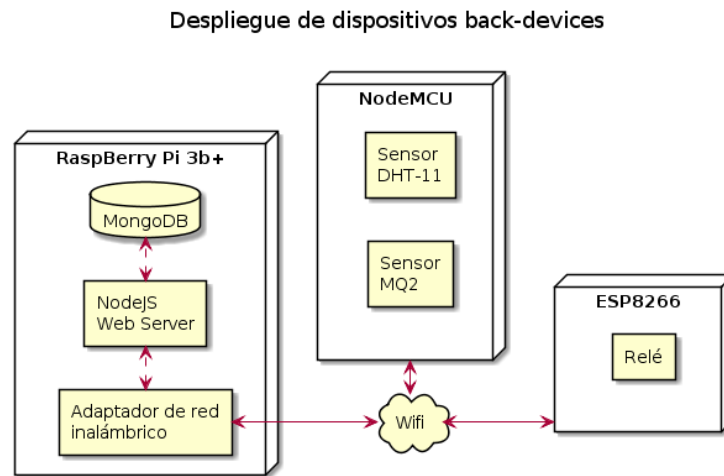 Despliegue de dispositivos back-devices
RaspBerry Pi 3b+
MongoDB
NodeJS
Web Server
Adaptador de red
inalámbrico
NodeMCU
Sensor
DHT-11
Sensor
MQ2
Wifi
ESP8266
Relé